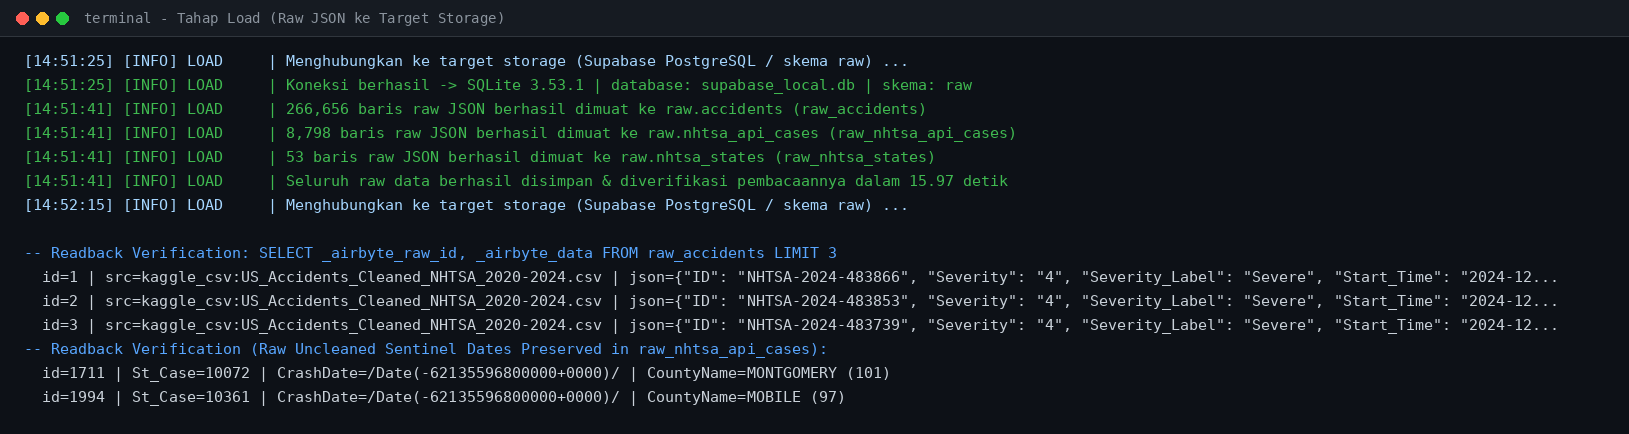 terminal - Tahap Load (Raw JSON ke Target Storage)
[14:51:25] [INFO] LOAD     | Menghubungkan ke target storage (Supabase PostgreSQL / skema raw) ...
[14:51:25] [INFO] LOAD     | Koneksi berhasil -> SQLite 3.53.1 | database: supabase_local.db | skema: raw
[14:51:41] [INFO] LOAD     | 266,656 baris raw JSON berhasil dimuat ke raw.accidents (raw_accidents)
[14:51:41] [INFO] LOAD     | 8,798 baris raw JSON berhasil dimuat ke raw.nhtsa_api_cases (raw_nhtsa_api_cases)
[14:51:41] [INFO] LOAD     | 53 baris raw JSON berhasil dimuat ke raw.nhtsa_states (raw_nhtsa_states)
[14:51:41] [INFO] LOAD     | Seluruh raw data berhasil disimpan & diverifikasi pembacaannya dalam 15.97 detik
[14:52:15] [INFO] LOAD     | Menghubungkan ke target storage (Supabase PostgreSQL / skema raw) ...
-- Readback Verification: SELECT _airbyte_raw_id, _airbyte_data FROM raw_accidents LIMIT 3
  id=1 | src=kaggle_csv:US_Accidents_Cleaned_NHTSA_2020-2024.csv | json={"ID": "NHTSA-2024-483866", "Severity": "4", "Severity_Label": "Severe", "Start_Time": "2024-12...
  id=2 | src=kaggle_csv:US_Accidents_Cleaned_NHTSA_2020-2024.csv | json={"ID": "NHTSA-2024-483853", "Severity": "4", "Severity_Label": "Severe", "Start_Time": "2024-12...
  id=3 | src=kaggle_csv:US_Accidents_Cleaned_NHTSA_2020-2024.csv | json={"ID": "NHTSA-2024-483739", "Severity": "4", "Severity_Label": "Severe", "Start_Time": "2024-12...
-- Readback Verification (Raw Uncleaned Sentinel Dates Preserved in raw_nhtsa_api_cases):
  id=1711 | St_Case=10072 | CrashDate=/Date(-62135596800000+0000)/ | CountyName=MONTGOMERY (101)
  id=1994 | St_Case=10361 | CrashDate=/Date(-62135596800000+0000)/ | CountyName=MOBILE (97)